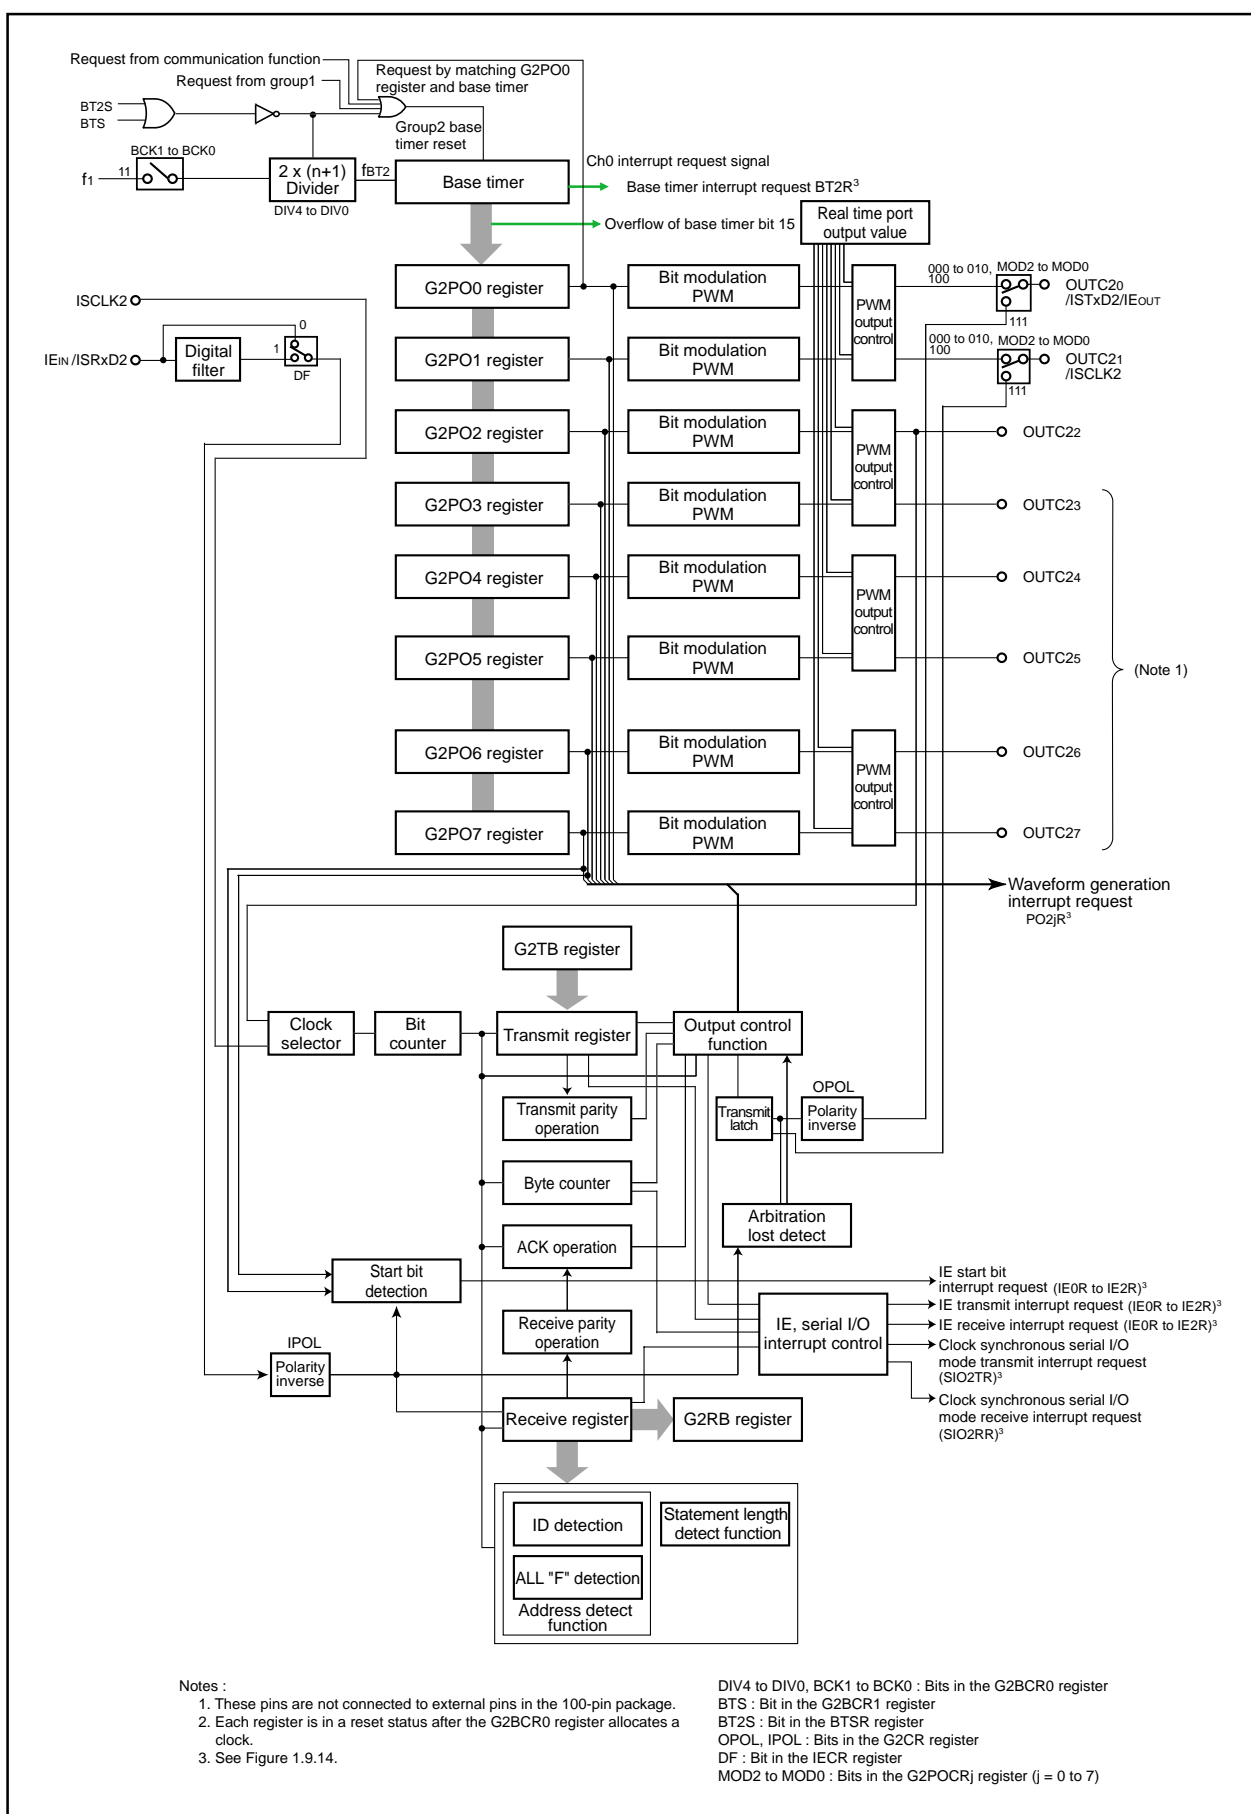 Request from communication function
Request from group1
Request by matching G2PO0
register and base timer
BT2S
BTS
Group2 base
timer reset
BCK1 to BCK0
f1
11
2 x (n+1)
Divider
DIV4 to DIV0
fBT2
Base timer
Ch0 interrupt request signal
Base timer interrupt request BT2R3
Overflow of base timer bit 15
Real time port
output value
ISCLK2
IEIN /ISRxD2
Digital
filter
0
1
DF
G2PO0 register
Bit modulation
PWM
G2PO1 register
Bit modulation
PWM
PWM
output
control
000 to 010,
100
MOD2 to MOD0
111
OUTC20
/ISTxD2/IEOUT
000 to 010,
100
MOD2 to MOD0
111
OUTC21
/ISCLK2
G2PO2 register
Bit modulation
PWM
G2PO3 register
Bit modulation
PWM
PWM
output
control
OUTC22
OUTC23
G2PO4 register
Bit modulation
PWM
G2PO5 register
Bit modulation
PWM
PWM
output
control
OUTC24
OUTC25
(Note 1)
G2PO6 register
Bit modulation
PWM
G2PO7 register
Bit modulation
PWM
PWM
output
control
OUTC26
OUTC27
Waveform generation
interrupt request
PO2jR3
G2TB register
Clock
selector
Bit
counter
Transmit register
Output control
function
Transmit parity
operation
Transmit
latch
OPOL
Polarity
inverse
Byte counter
Arbitration
lost detect
ACK operation
Start bit
detection
Receive parity
operation
IE, serial I/O
interrupt control
IE start bit
interrupt request (IE0R to IE2R)3
IE transmit interrupt request (IE0R to IE2R)3
IE receive interrupt request (IE0R to IE2R)3
Clock synchronous serial I/O
mode transmit interrupt request
(SIO2TR)3
Clock synchronous serial I/O
mode receive interrupt request
(SIO2RR)3
IPOL
Polarity
inverse
Receive register
G2RB register
ID detection
ALL "F" detection
Address detect
function
Statement length
detect function
Notes :
1. These pins are not connected to external pins in the 100-pin package.
2. Each register is in a reset status after the G2BCR0 register allocates a
clock.
3. See Figure 1.9.14.
DIV4 to DIV0, BCK1 to BCK0 : Bits in the G2BCR0 register
BTS : Bit in the G2BCR1 register
BT2S : Bit in the BTSR register
OPOL, IPOL : Bits in the G2CR register
DF : Bit in the IECR register
MOD2 to MOD0 : Bits in the G2POCRj register (j = 0 to 7)